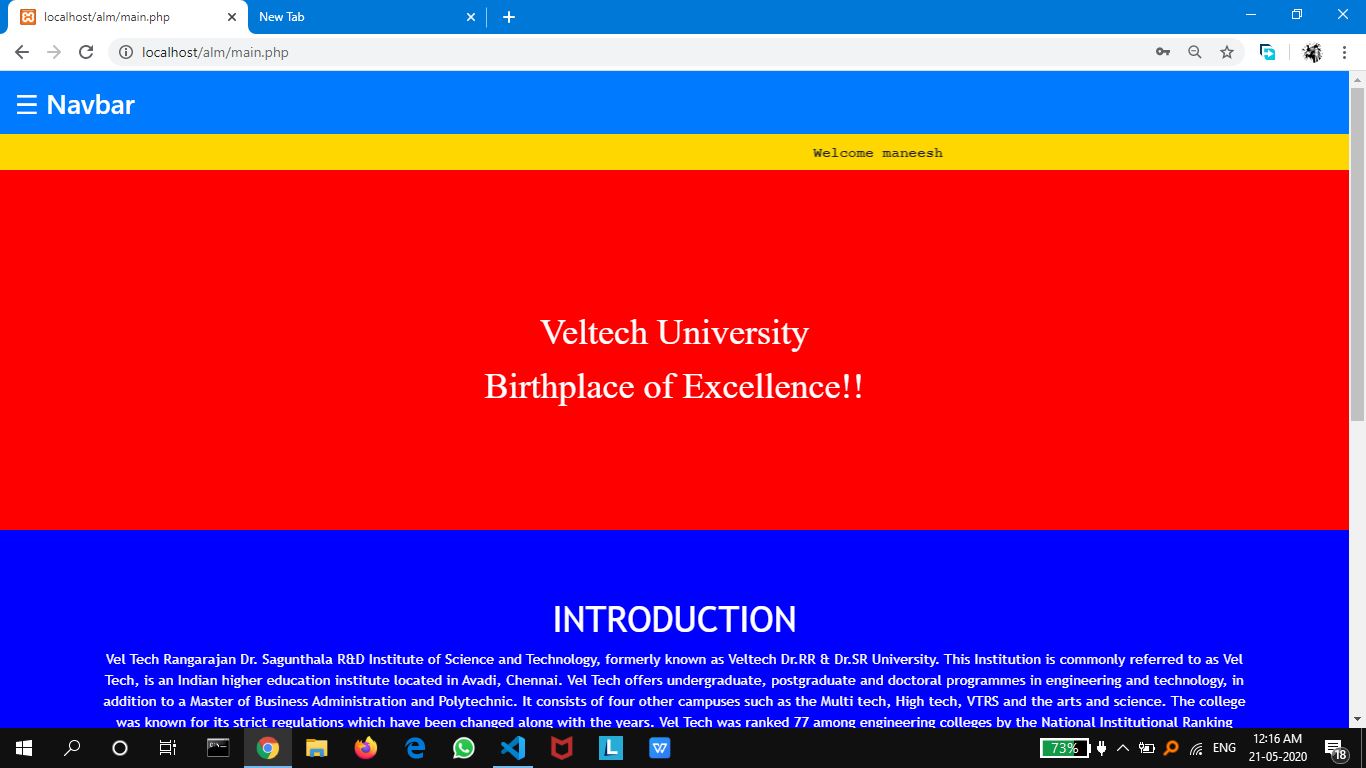 localhost/alm/main.php
New Tab
localhost/alm/main.php
☰ Navbar
Welcome maneesh
Veltech University
Birthplace of Excellence!!
INTRODUCTION
Vel Tech Rangarajan Dr. Sagunthala R&D Institute of Science and Technology, formerly known as Veltech Dr.RR & Dr.SR University. This Institution is commonly referred to as Vel
Tech, is an Indian higher education institute located in Avadi, Chennai. Vel Tech offers undergraduate, postgraduate and doctoral programmes in engineering and technology, in
addition to a Master of Business Administration and Polytechnic. It consists of four other campuses such as the Multi tech, High tech, VTRS and the arts and science. The college
was known for its strict regulations which have been changed along with the years. Vel Tech was ranked 77 among engineering colleges by the National Institutional Ranking
73%
ENG
12:16 AM
21-05-2020
18